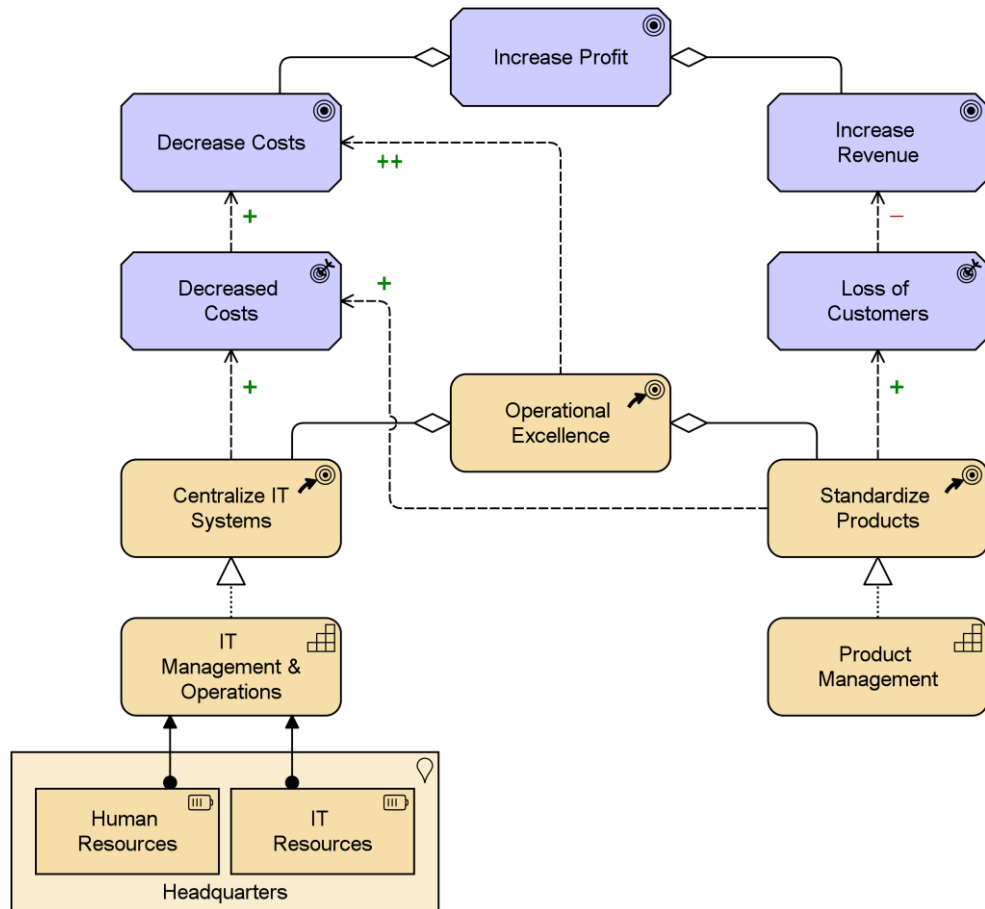 Increase Profit
Decrease Costs
Increase
Revenue
++
+
−
Decreased
Costs
+
Loss of
Customers
+
+
Operational
Excellence
Centralize IT
Systems
Standardize
Products
IT
Management &
Operations
Product
Management
Human
Resources
IT
Resources
Headquarters